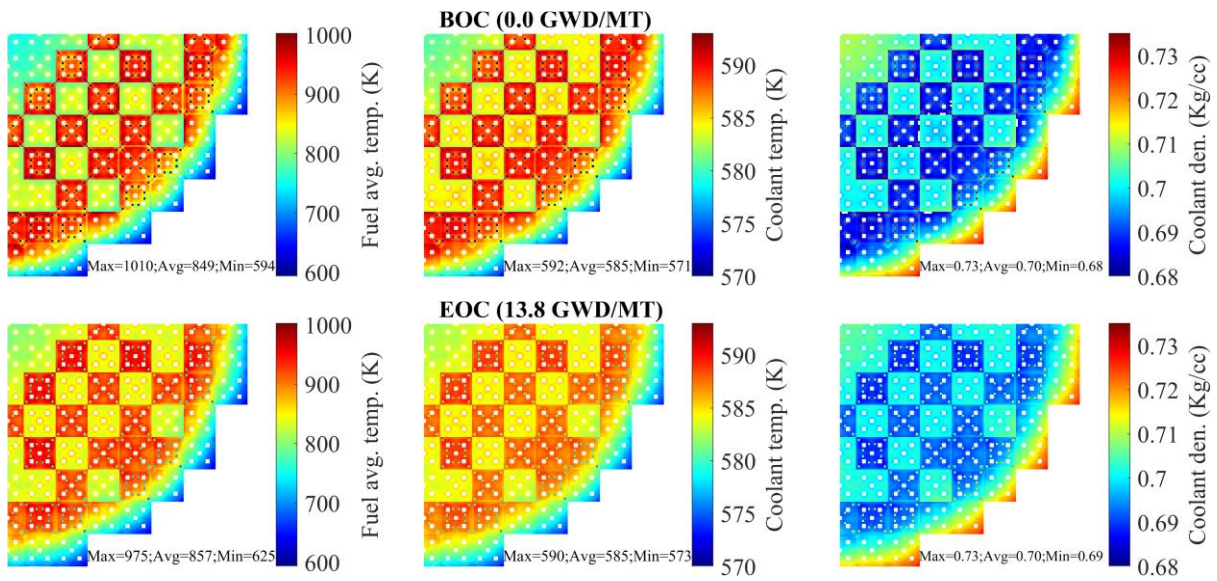 BOC (0.0 GWD/MT)
1000
900
800
700
600
Fuel avg. temp. (K)
Max=1010;Avg=849;Min=594
590
585
580
575
570
Coolant temp. (K)
Max=592;Avg=585;Min=571
0.73
0.72
0.71
0.7
0.69
0.68
Coolant den. (Kg/cc)
Max=0.73;Avg=0.70;Min=0.68
EOC (13.8 GWD/MT)
1000
900
800
700
600
Fuel avg. temp. (K)
Max=975;Avg=857;Min=625
590
585
580
575
570
Coolant temp. (K)
Max=590;Avg=585;Min=573
0.73
0.72
0.71
0.7
0.69
0.68
Coolant den. (Kg/cc)
Max=0.73;Avg=0.70;Min=0.69